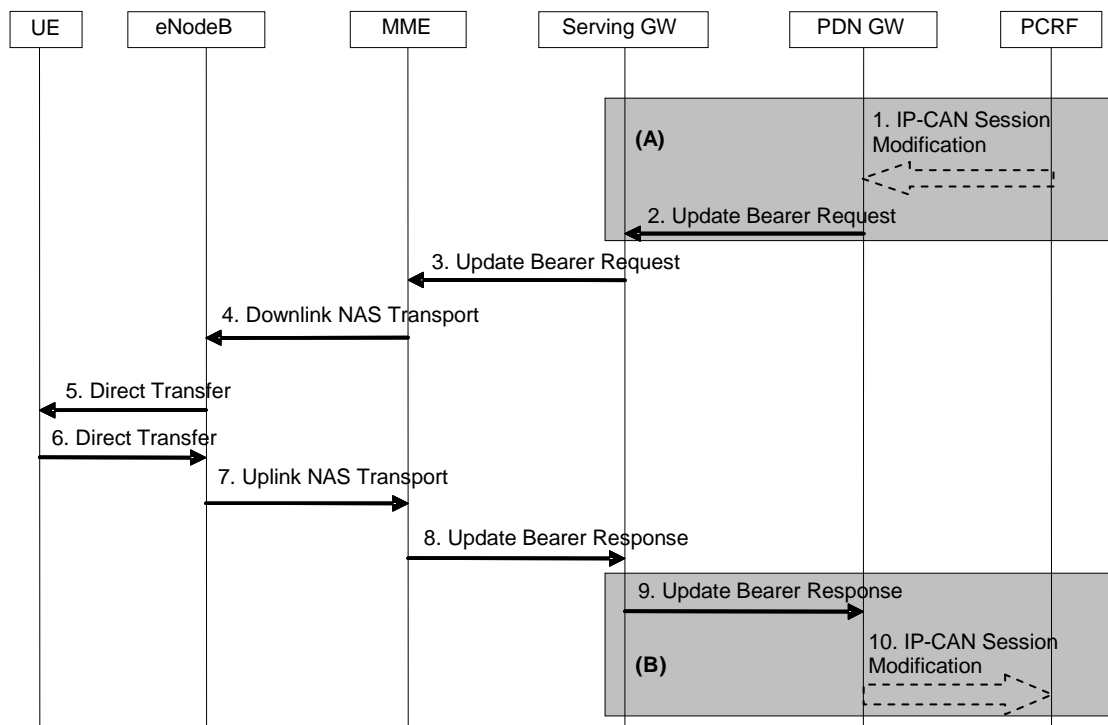 UE eNodeB MME Serving GW PDN GW PCRF
1. IP-CAN Session
Modification
(A)
2. Update Bearer Request
3. Update Bearer Request
4. Downlink NAS Transport
5. Direct Transfer
6. Direct Transfer
7. Uplink NAS Transport
8. Update Bearer Response
9. Update Bearer Response
10. IP-CAN Session
Modification
(B)